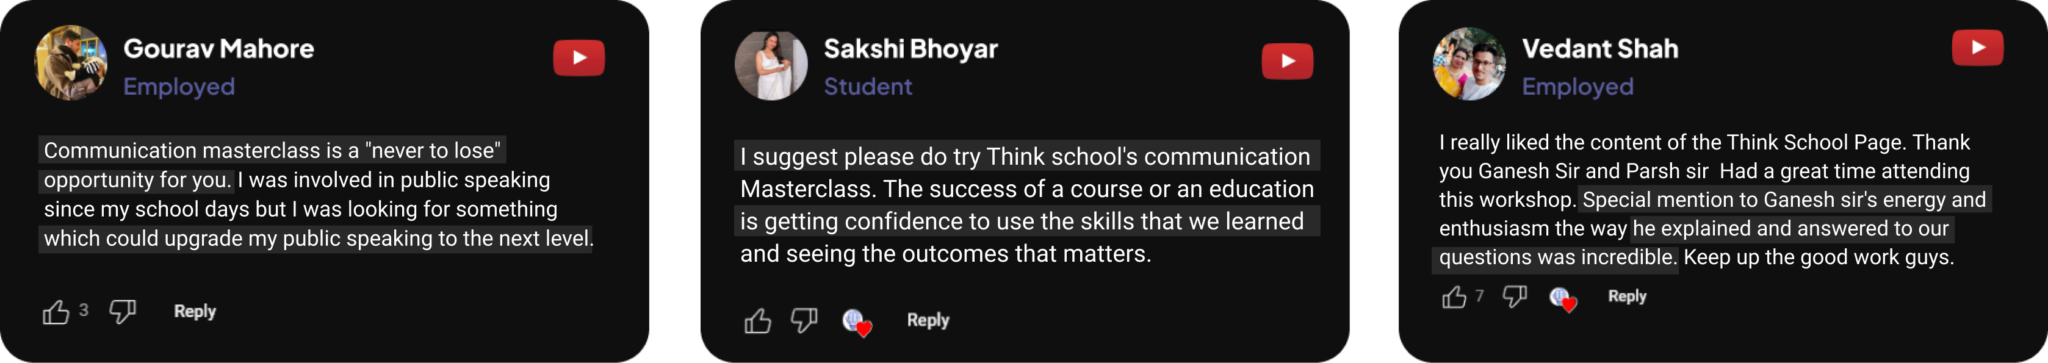 Gourav Mahore
Employed
Communication masterclass is a "never to lose"
opportunity for you. I was involved in public speaking
since my school days but I was looking for something
which could upgrade my public speaking to the next level.
3
Reply
Sakshi Bhoyar
Student
I suggest please do try Think school's communication
Masterclass. The success of a course or an education
is getting confidence to use the skills that we learned
and seeing the outcomes that matters.
Reply
Vedant Shah
Employed
I really liked the content of the Think School Page. Thank
you Ganesh Sir and Parsh sir Had a great time attending
this workshop. Special mention to Ganesh sir's energy and
enthusiasm the way he explained and answered to our
questions was incredible. Keep up the good work guys.
7
Reply